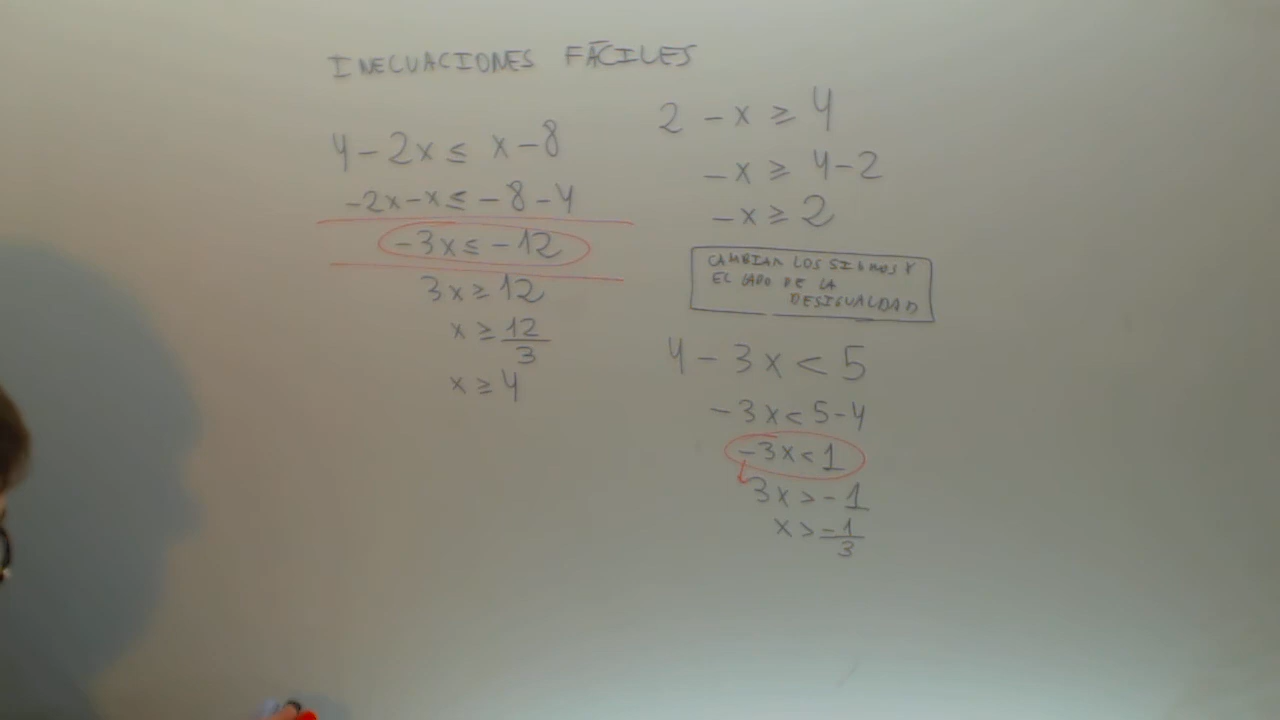 INECUACIONES FÁCILES
4 - 2x ≤ x - 8
-2x - x ≤ -8 - 4
-3x ≤ -12
3x ≥ 12
x ≥ 12/3
x ≥ 4
2 - x ≥ 4
-x ≥ 4 - 2
-x ≥ 2
CAMBIAR LOS SIGNOS Y
EL LADO DE LA
DESIGUALDAD
4 - 3x < 5
-3x < 5 - 4
-3x < 1
3x > -1
x > -1/3